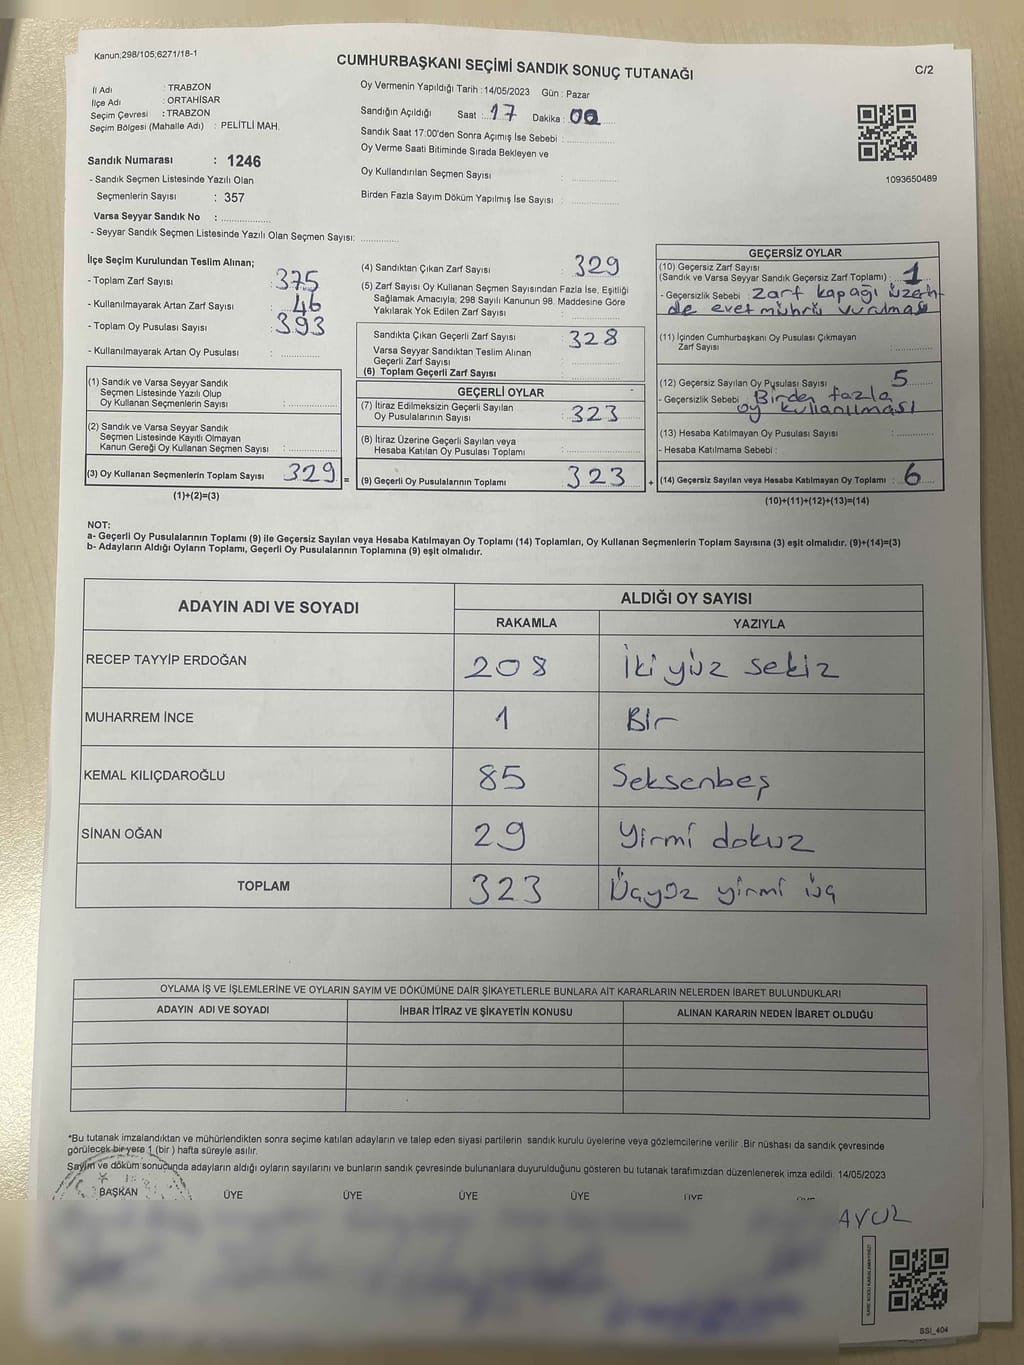 Kanun;298/105,6271/18-1
CUMHURBAŞKANI SEÇİMİ SANDIK SONUÇ TUTANAĞI
C/2
İl Adı : TRABZON
İlçe Adı : ORTAHİSAR
Seçim Çevresi : TRABZON
Seçim Bölgesi (Mahalle Adı) : PELİTLİ MAH.
Sandık Numarası : 1246
- Sandık Seçmen Listesinde Yazılı Olan
Seçmenlerin Sayısı : 357
Varsa Seyyar Sandık No : ..................
- Seyyar Sandık Seçmen Listesinde Yazılı Olan Seçmen Sayısı: ..............
Oy Vermenin Yapıldığı Tarih :14/05/2023 Gün : Pazar
Sandığın Açıldığı Saat :..17 Dakika :.00
Sandık Saat 17:00'den Sonra Açımış İse Sebebi :
Oy Verme Saati Bitiminde Sırada Bekleyen ve
Oy Kullandırılan Seçmen Sayısı :
Birden Fazla Sayım Döküm Yapılmış İse Sayısı :
1093650489
İlçe Seçim Kurulundan Teslim Alınan;
- Toplam Zarf Sayısı : 375
- Kullanılmayarak Artan Zarf Sayısı : 46
- Toplam Oy Pusulası Sayısı : 393
- Kullanılmayarak Artan Oy Pusulası :
(1) Sandık ve Varsa Seyyar Sandık
Seçmen Listesinde Yazılı Olup
Oy Kullanan Seçmenlerin Sayısı :
(2) Sandık ve Varsa Seyyar Sandık
Seçmen Listesinde Kayıtlı Olmayan
Kanun Gereği Oy Kullanan Seçmen Sayısı :
(3) Oy Kullanan Seçmenlerin Toplam Sayısı 329 =
(1)+(2)=(3)
(4) Sandıktan Çıkan Zarf Sayısı : 329
(5) Zarf Sayısı Oy Kullanan Seçmen Sayısından Fazla İse, Eşitliği
Sağlamak Amacıyla; 298 Sayılı Kanunun 98. Maddesine Göre
Yakılarak Yok Edilen Zarf Sayısı :
Sandıkta Çıkan Geçerli Zarf Sayısı : 328
Varsa Seyyar Sandıktan Teslim Alınan
Geçerli Zarf Sayısı :
(6) Toplam Geçerli Zarf Sayısı :
GEÇERLİ OYLAR
(7) İtiraz Edilmeksizin Geçerli Sayılan
Oy Pusulalarının Sayısı : 323
(8) İtiraz Üzerine Geçerli Sayılan veya
Hesaba Katılan Oy Pusulası Toplamı :
(9) Geçerli Oy Pusulalarının Toplamı : 323 +
GEÇERSİZ OYLAR
(10) Geçersiz Zarf Sayısı
(Sandık ve Varsa Seyyar Sandık Geçersiz Zarf Toplamı) : 1
- Geçersizlik Sebebi : Zarf kapağı üzerin-
de evet mührü vurulması
(11) İçinden Cumhurbaşkanı Oy Pusulası Çıkmayan
Zarf Sayısı :
(12) Geçersiz Sayılan Oy Pusulası Sayısı : 5
- Geçersizlik Sebebi : Birden fazla
oy kullanılması
(13) Hesaba Katılmayan Oy Pusulası Sayısı :
- Hesaba Katılmama Sebebi :
(14) Geçersiz Sayılan veya Hesaba Katılmayan Oy Toplamı : 6
(10)+(11)+(12)+(13)=(14)
NOT:
a- Geçerli Oy Pusulalarının Toplamı (9) ile Geçersiz Sayılan veya Hesaba Katılmayan Oy Toplamı (14) Toplamları, Oy Kullanan Seçmenlerin Toplam Sayısına (3) eşit olmalıdır. (9)+(14)=(3)
b- Adayların Aldığı Oyların Toplamı, Geçerli Oy Pusulalarının Toplamına (9) eşit olmalıdır.
ADAYIN ADI VE SOYADI
ALDIĞI OY SAYISI
RAKAMLA YAZIYLA
RECEP TAYYİP ERDOĞAN 208 İki yüz sekiz
MUHARREM İNCE 1 Bir
KEMAL KILIÇDAROĞLU 85 Seksenbeş
SİNAN OĞAN 29 Yirmi dokuz
TOPLAM 323 Üçyüz yirmi üç
OYLAMA İŞ VE İŞLEMLERİNE VE OYLARIN SAYIM VE DÖKÜMÜNE DAİR ŞİKAYETLERLE BUNLARA AİT KARARLARIN NELERDEN İBARET BULUNDUKLARI
ADAYIN ADI VE SOYADI İHBAR İTİRAZ VE ŞİKAYETİN KONUSU ALINAN KARARIN NEDEN İBARET OLDUĞU
*Bu tutanak imzalandıktan ve mühürlendikten sonra seçime katılan adayların ve talep eden siyasi partilerin sandık kurulu üyelerine veya gözlemcilerine verilir .Bir nüshası da sandık çevresinde
görülecek bir yere 1 (bir ) hafta süreyle asılır.
Sayım ve döküm sonucunda adayların aldığı oyların sayılarını ve bunların sandık çevresinde bulunanlara duyurulduğunu gösteren bu tutanak tarafımızdan düzenlenerek imza edildi. 14/05/2023
BAŞKAN ÜYE ÜYE ÜYE ÜYE ÜYE
SSİ_404